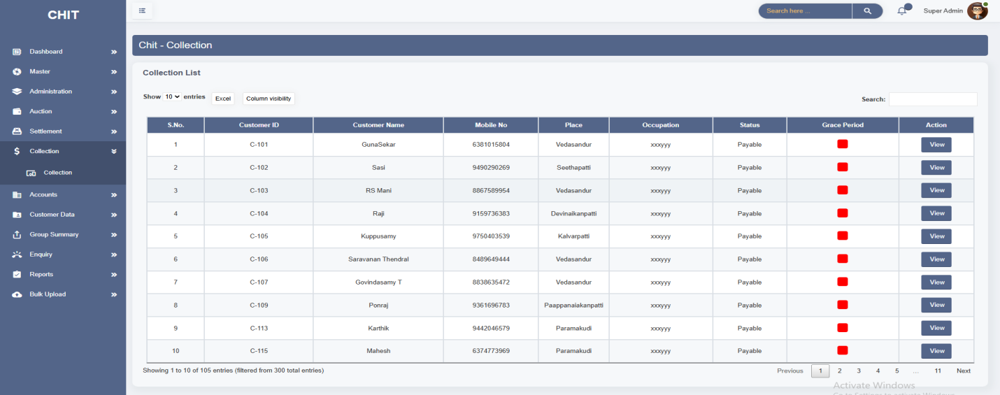 CHIT
Search here ...
Super Admin
Dashboard
Master
Administration
Auction
Settlement
Collection
Collection
Accounts
Customer Data
Group Summary
Enquiry
Reports
Bulk Upload
Chit - Collection
Collection List
Show 10 entries Excel Column visibility Search:
S.No. Customer ID Customer Name Mobile No Place Occupation Status Grace Period Action
1 C-101 GunaSekar 6381015804 Vedasandur xxxyyy Payable View
2 C-102 Sasi 9490290269 Seethapatti xxxyyy Payable View
3 C-103 RS Mani 8867589954 Vedasandur xxxyyy Payable View
4 C-104 Raji 9159736383 Devinaikanpatti xxxyyy Payable View
5 C-105 Kuppusamy 9750403539 Kalvarpatti xxxyyy Payable View
6 C-106 Saravanan Thendral 8489649444 Vedasandur xxxyyy Payable View
7 C-107 Govindasamy T 8838635472 Vedasandur xxxyyy Payable View
8 C-109 Ponraj 9361696783 Paappanaiakanpatti xxxyyy Payable View
9 C-113 Karthik 9442046579 Paramakudi xxxyyy Payable View
10 C-115 Mahesh 6374773969 Paramakudi xxxyyy Payable View
Showing 1 to 10 of 105 entries (filtered from 300 total entries) Previous 1 2 3 4 5 ... 11 Next
Activate Windows
Go to Settings to activate Windows.